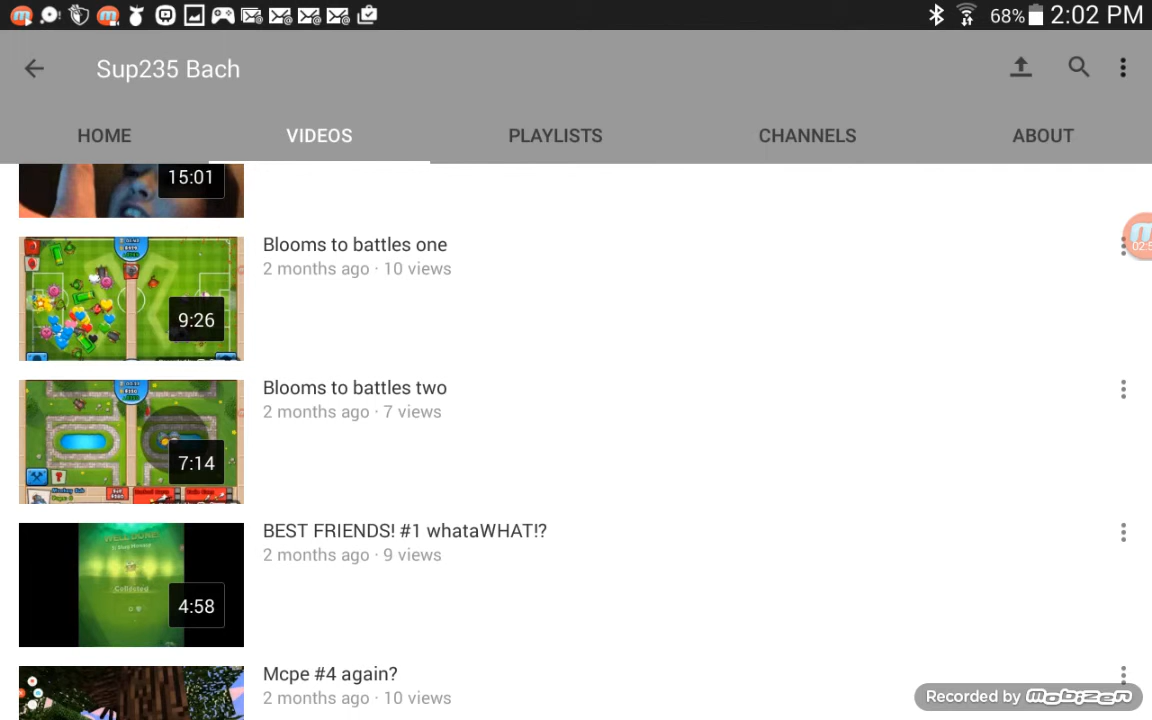 68% 2:02 PM
Sup235 Bach
HOME VIDEOS PLAYLISTS CHANNELS ABOUT
15:01
Blooms to battles one
2 months ago · 10 views
9:26
Blooms to battles two
2 months ago · 7 views
7:14
BEST FRIENDS! #1 whataWHAT!?
2 months ago · 9 views
WELL DONE!
Collected
4:58
Mcpe #4 again?
2 months ago · 10 views
Recorded by mobizen